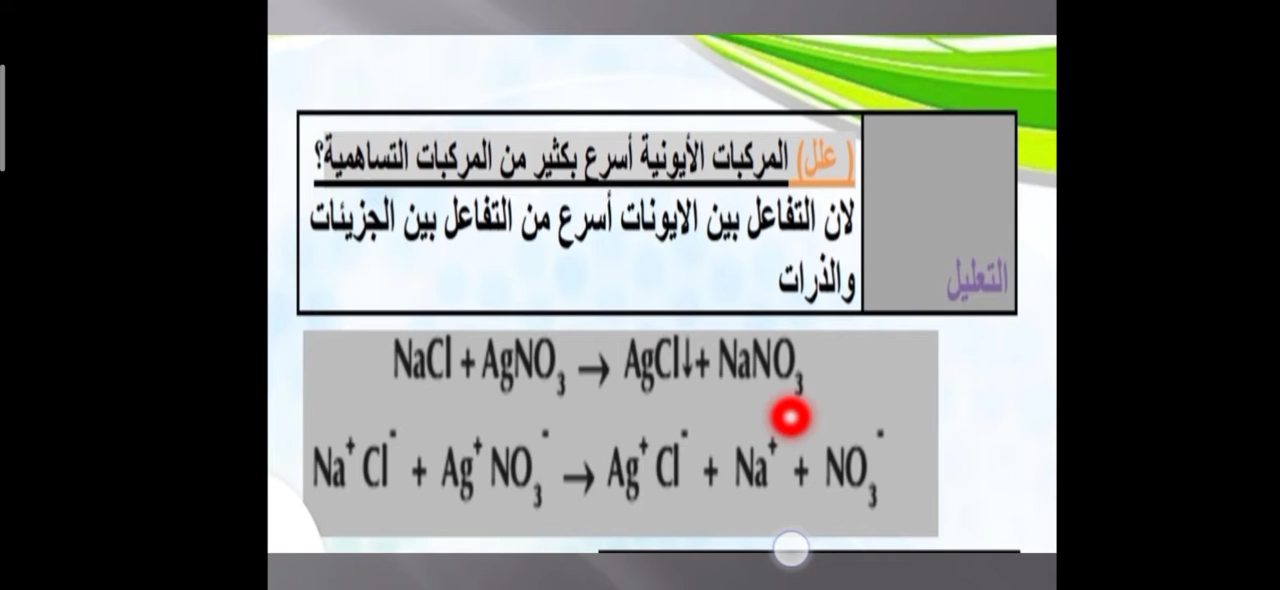 (علل) المركبات الأيونية أسرع بكثير من المركبات التساهمية؟
لان التفاعل بين الايونات أسرع من التفاعل بين الجزيئات
والذرات
التعليل
NaCl + AgNO₃ → AgCl↓+ NaNO₃
Na⁺ Cl⁻ + Ag⁺ NO₃⁻ → Ag⁺ Cl⁻ + Na⁺ + NO₃⁻